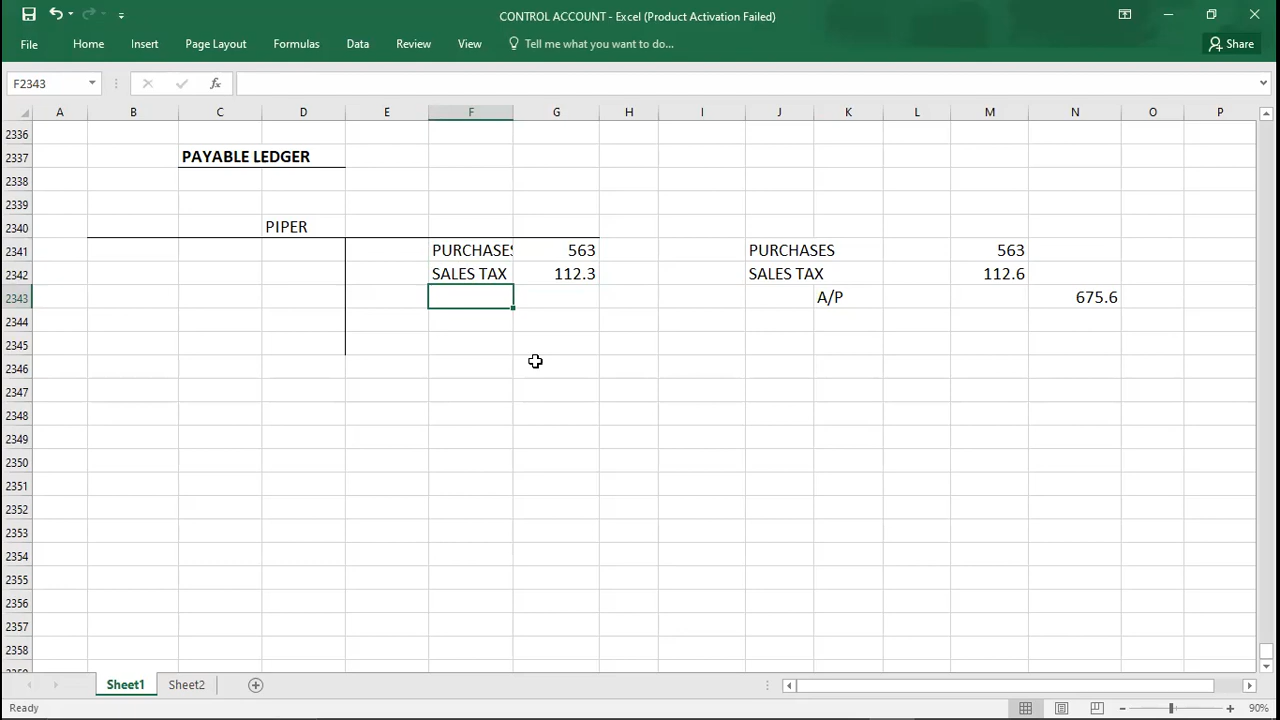 CONTROL ACCOUNT - Excel (Product Activation Failed)
File Home Insert Page Layout Formulas Data Review View Tell me what you want to do... Share
F2343 fx
A B C D E F G H I J K L M N O P
2336
2337 PAYABLE LEDGER
2338
2339
2340 PIPER
2341 PURCHASES 563 PURCHASES 563
2342 SALES TAX 112.3 SALES TAX 112.6
2343 A/P 675.6
2344
2345
2346
2347
2348
2349
2350
2351
2352
2353
2354
2355
2356
2357
2358
Sheet1 Sheet2
Ready 90%